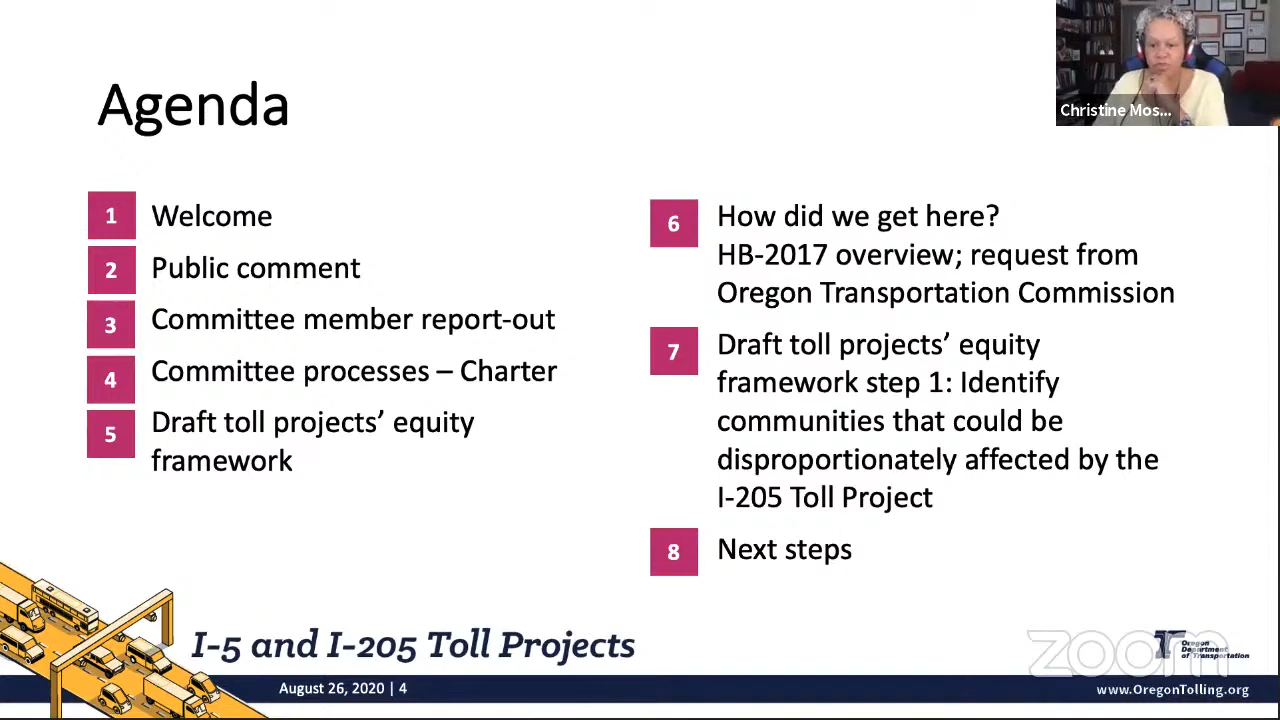 Agenda
Christine Mos...
1 Welcome
2 Public comment
3 Committee member report-out
4 Committee processes – Charter
5 Draft toll projects’ equity
framework
6 How did we get here?
HB-2017 overview; request from
Oregon Transportation Commission
7 Draft toll projects’ equity
framework step 1: Identify
communities that could be
disproportionately affected by the
I-205 Toll Project
8 Next steps
I-5 and I-205 Toll Projects
zoom
Oregon
Department
of Transportation
August 26, 2020 | 4
www.OregonTolling.org